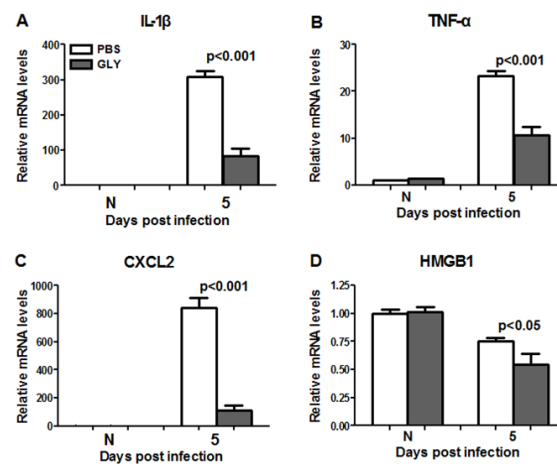 A
IL-1β
Relative mRNA levels
400
300
200
100
0
PBS
GLY
p<0.001
N
5
Days post infection
B
TNF-α
Relative mRNA levels
30
20
10
0
p<0.001
N
5
Days post infection
C
CXCL2
Relative mRNA levels
1000
800
600
400
200
0
p<0.001
N
5
Days post infection
D
HMGB1
Relative mRNA levels
1.25
1.00
0.75
0.50
0.25
0.00
p<0.05
N
5
Days post infection